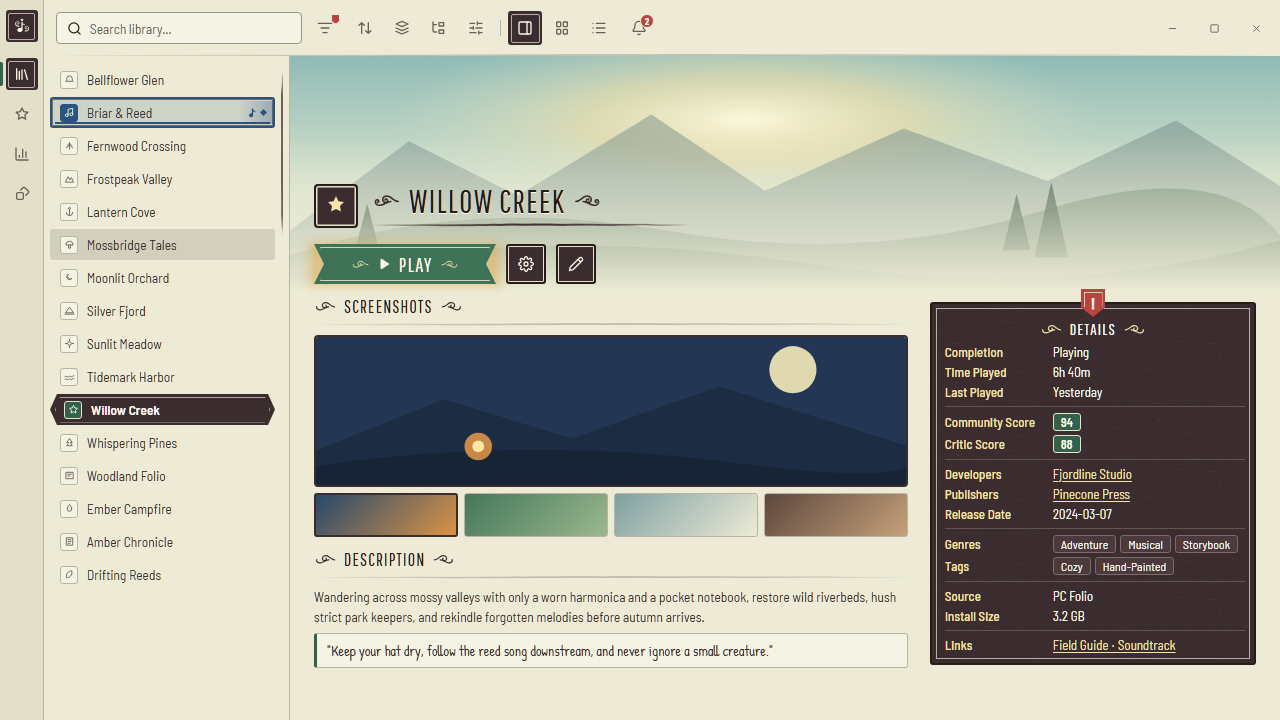 Search library...
2
Bellflower Glen
Briar & Reed
Fernwood Crossing
Frostpeak Valley
Lantern Cove
Mossbridge Tales
Moonlit Orchard
Silver Fjord
Sunlit Meadow
Tidemark Harbor
Willow Creek
Whispering Pines
Woodland Folio
Ember Campfire
Amber Chronicle
Drifting Reeds
WILLOW CREEK
PLAY
SCREENSHOTS
DESCRIPTION
Wandering across mossy valleys with only a worn harmonica and a pocket notebook, restore wild riverbeds, hush
strict park keepers, and rekindle forgotten melodies before autumn arrives.
"Keep your hat dry, follow the reed song downstream, and never ignore a small creature."
DETAILS
Completion Playing
Time Played 6h 40m
Last Played Yesterday
Community Score 94
Critic Score 88
Developers Fjordline Studio
Publishers Pinecone Press
Release Date 2024-03-07
Genres Adventure Musical Storybook
Tags Cozy Hand-Painted
Source PC Folio
Install Size 3.2 GB
Links Field Guide · Soundtrack